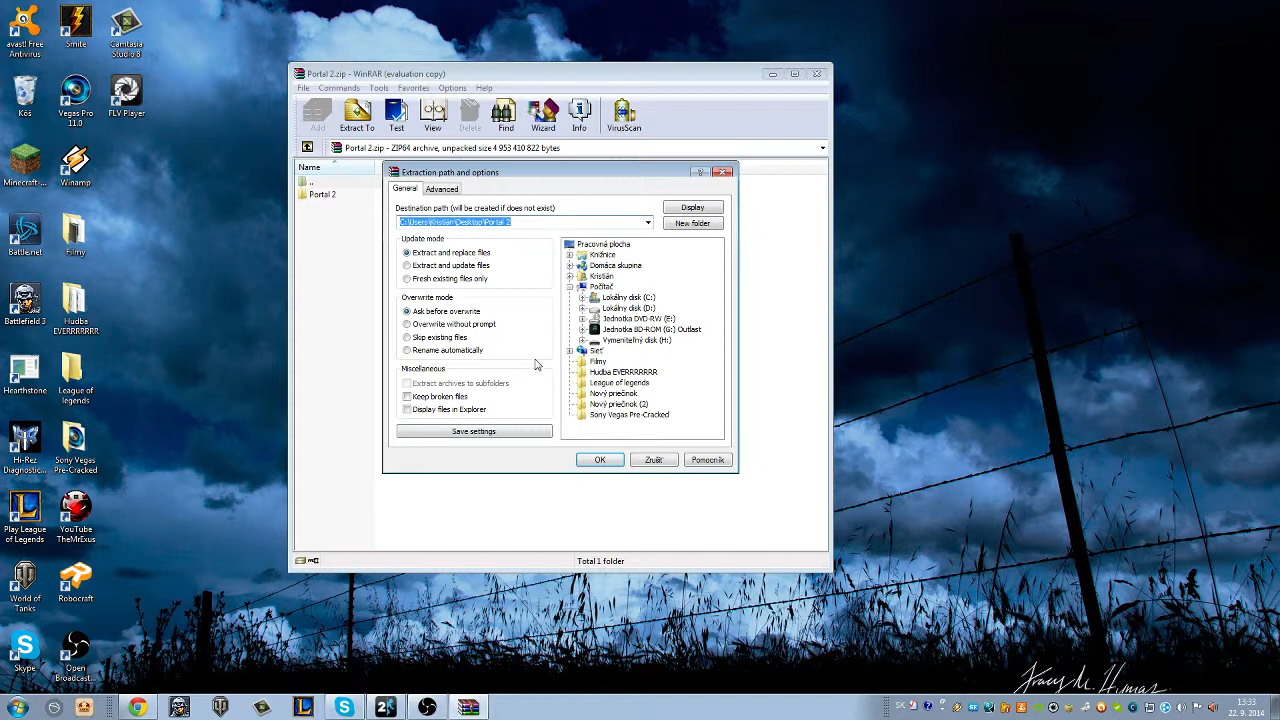 avast! Free
Antivirus
Smite
Camtasia
Studio 8
Kôš
Vegas Pro
11.0
FLV Player
Minecraft -...
Winamp
Battlenet
Filmy
Battlefield 3
Hudba
EVERRRRRRR
Hearthstone
League of
legends
Hi-Rez
Diagnostic...
Sony Vegas
Pre-Cracked
Play League
of Legends
YouTube
TheMrExus
World of
Tanks
Robocraft
Skype
Open
Broadcast...
Portal 2.zip - WinRAR (evaluation copy)
File Commands Tools Favorites Options Help
Add Extract To Test View Delete Find Wizard Info VirusScan
Portal 2.zip - ZIP64 archive, unpacked size 4 953 410 822 bytes
Name
..
Portal 2
Extraction path and options
General Advanced
Destination path (will be created if does not exist)
C:\Users\Kristián\Desktop\Portal 2
Display
New folder
Update mode
Extract and replace files
Extract and update files
Fresh existing files only
Overwrite mode
Ask before overwrite
Overwrite without prompt
Skip existing files
Rename automatically
Miscellaneous
Extract archives to subfolders
Keep broken files
Display files in Explorer
Save settings
Pracovná plocha
Knižnice
Domáca skupina
Kristián
Počítač
Lokálny disk (C:)
Lokálny disk (D:)
Jednotka DVD-RW (E:)
Jednotka BD-ROM (G:) Outlast
Vymeniteľný disk (H:)
Sieť
Filmy
Hudba EVERRRRRRR
League of legends
Nový priečinok
Nový priečinok (2)
Sony Vegas Pre-Cracked
OK Zrušiť Pomocník
Total 1 folder
SK
13:33
22. 9. 2014